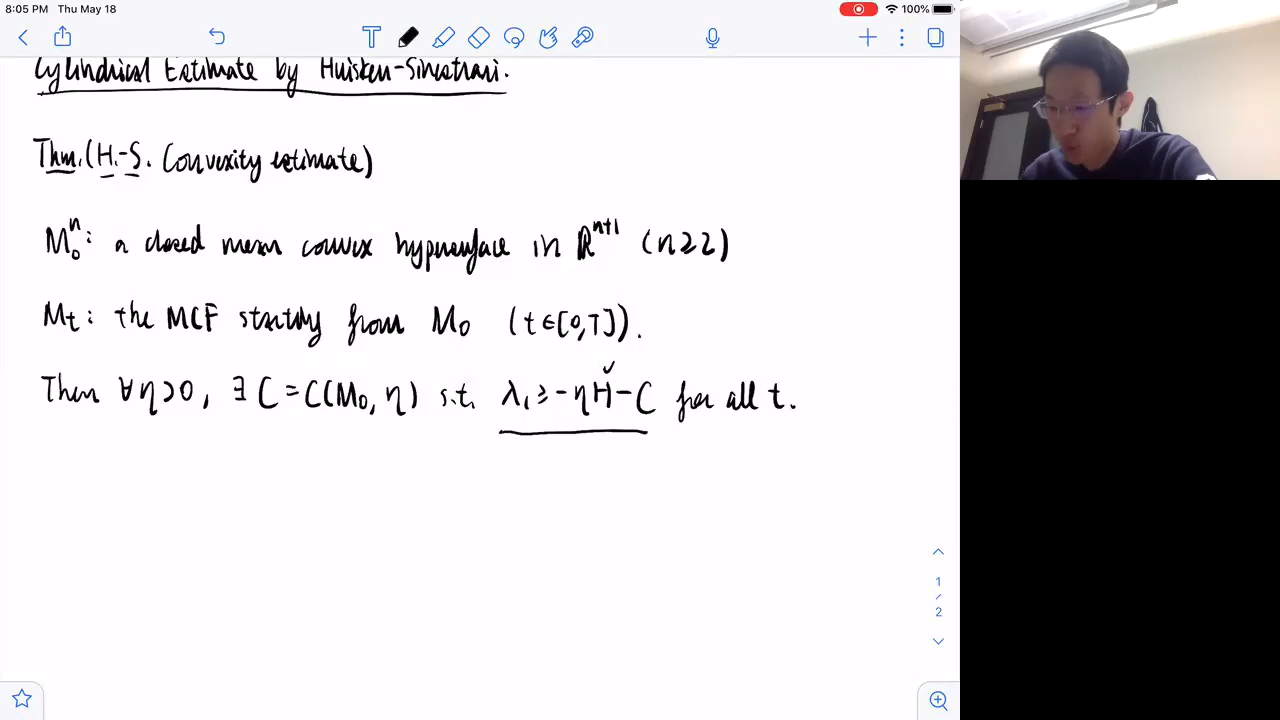 8:05 PM Thu May 18
100%
Cylindrical Estimate by Huisken-Sinestrari.
Thm. (H.-S. Convexity estimate)
M₀ⁿ: a closed mean convex hypersurface in ℝⁿ⁺¹ (n≥2)
Mt: the MCF starting from M₀ (t∈[0,T]).
Then ∀η>0, ∃ C = C(M₀, η) s.t. λ₁ ≥ -ηH - C for all t.
1
/
2